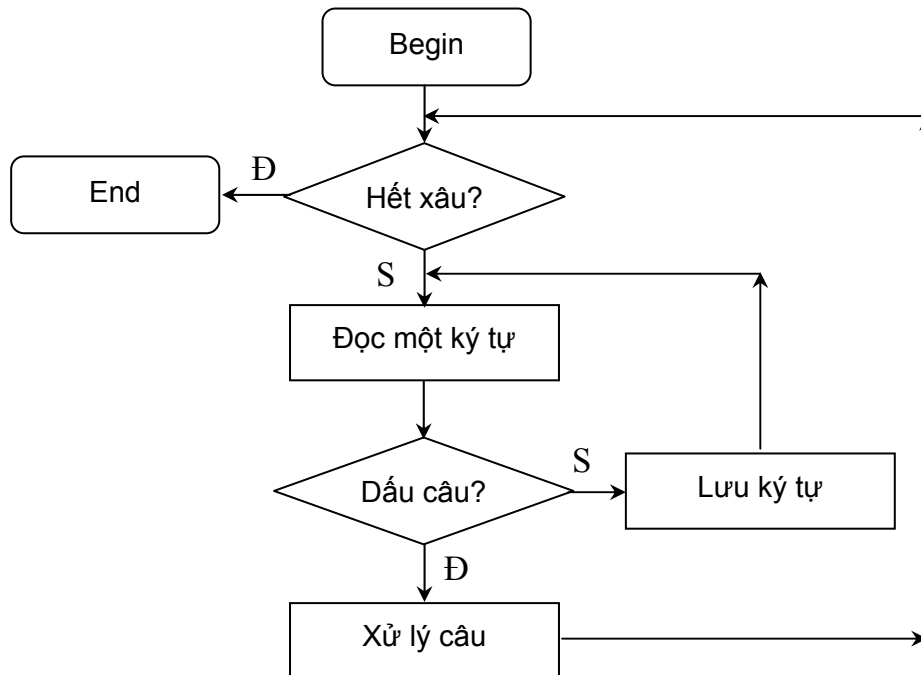 Begin
Đ
End
Hết xâu?
S
Đọc một ký tự
Dấu câu?
S
Lưu ký tự
Đ
Xử lý câu